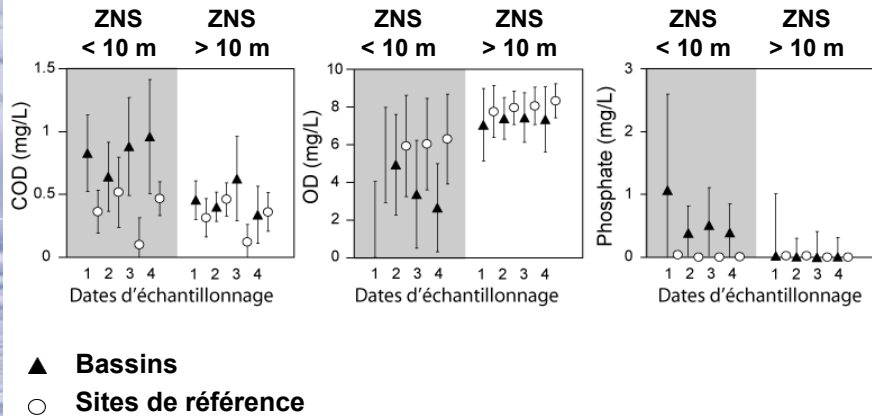 ZNS ZNS ZNS ZNS ZNS ZNS
< 10 m > 10 m < 10 m > 10 m < 10 m > 10 m
COD (mg/L)
1.5
1
0.5
0
1 2 3 4 1 2 3 4
Dates d'échantillonnage
OD (mg/L)
10
8
6
4
2
0
1 2 3 4 1 2 3 4
Dates d'échantillonnage
Phosphate (mg/L)
3
2
1
0
1 2 3 4 1 2 3 4
Dates d'échantillonnage
Bassins
Sites de référence